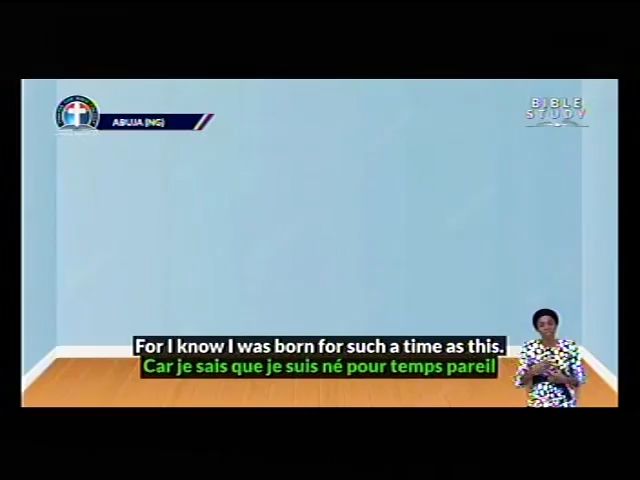 ABUJA (NG)
BIBLE
STUDY
For I know I was born for such a time as this.
Car je sais que je suis né pour temps pareil